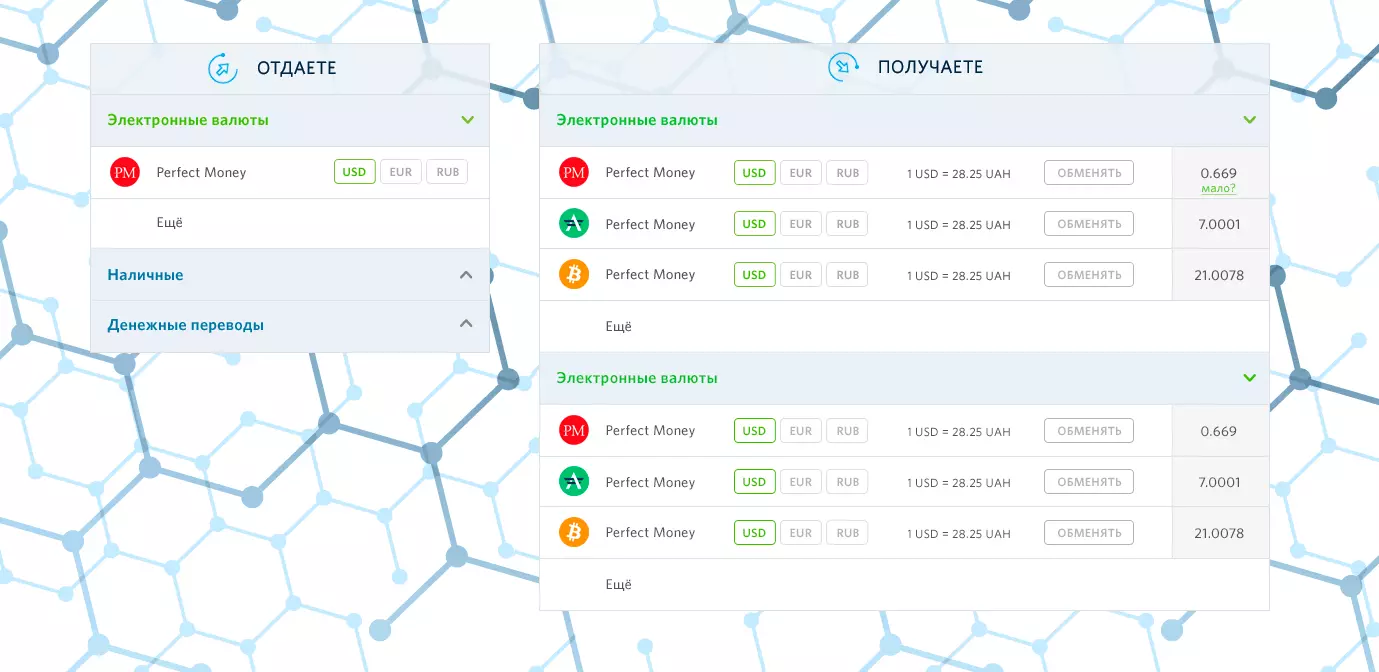 ОТДАЕТЕ
Электронные валюты
PM Perfect Money USD EUR RUB
Ещё
Наличные
Денежные переводы
ПОЛУЧАЕТЕ
Электронные валюты
PM Perfect Money USD EUR RUB 1 USD = 28.25 UAH ОБМЕНЯТЬ 0.669
мало?
Perfect Money USD EUR RUB 1 USD = 28.25 UAH ОБМЕНЯТЬ 7.0001
Perfect Money USD EUR RUB 1 USD = 28.25 UAH ОБМЕНЯТЬ 21.0078
Ещё
Электронные валюты
PM Perfect Money USD EUR RUB 1 USD = 28.25 UAH ОБМЕНЯТЬ 0.669
Perfect Money USD EUR RUB 1 USD = 28.25 UAH ОБМЕНЯТЬ 7.0001
Perfect Money USD EUR RUB 1 USD = 28.25 UAH ОБМЕНЯТЬ 21.0078
Ещё